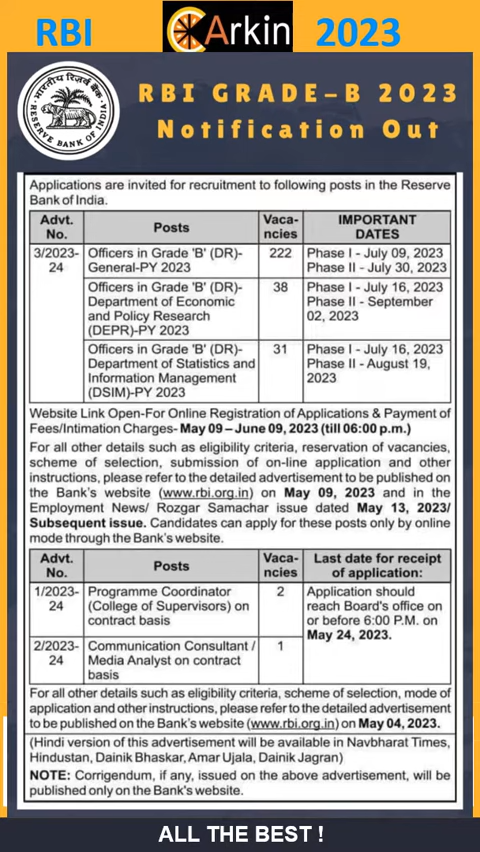 RBI
CArkin
2023
भारतीय रिज़र्व बैंक
RESERVE BANK OF INDIA
RBI GRADE-B 2023
Notification Out
Applications are invited for recruitment to following posts in the Reserve
Bank of India.
Advt. No. Posts Vaca-ncies IMPORTANT DATES
3/2023-24 Officers in Grade 'B' (DR)- 222 Phase I - July 09, 2023
General-PY 2023 Phase II - July 30, 2023
Officers in Grade 'B' (DR)- 38 Phase I - July 16, 2023
Department of Economic Phase II - September
and Policy Research 02, 2023
(DEPR)-PY 2023
Officers in Grade 'B' (DR)- 31 Phase I - July 16, 2023
Department of Statistics and Phase II - August 19,
Information Management 2023
(DSIM)-PY 2023
Website Link Open-For Online Registration of Applications & Payment of
Fees/Intimation Charges- May 09 – June 09, 2023 (till 06:00 p.m.)
For all other details such as eligibility criteria, reservation of vacancies,
scheme of selection, submission of on-line application and other
instructions, please refer to the detailed advertisement to be published on
the Bank's website (www.rbi.org.in) on May 09, 2023 and in the
Employment News/ Rozgar Samachar issue dated May 13, 2023/
Subsequent issue. Candidates can apply for these posts only by online
mode through the Bank's website.
Advt. No. Posts Vaca-ncies Last date for receipt of application:
1/2023-24 Programme Coordinator 2 Application should
(College of Supervisors) on reach Board's office on
contract basis or before 6:00 P.M. on
May 24, 2023.
2/2023-24 Communication Consultant / 1
Media Analyst on contract
basis
For all other details such as eligibility criteria, scheme of selection, mode of
application and other instructions, please refer to the detailed advertisement
to be published on the Bank's website (www.rbi.org.in) on May 04, 2023.
(Hindi version of this advertisement will be available in Navbharat Times,
Hindustan, Dainik Bhaskar, Amar Ujala, Dainik Jagran)
NOTE: Corrigendum, if any, issued on the above advertisement, will be
published only on the Bank's website.
ALL THE BEST !